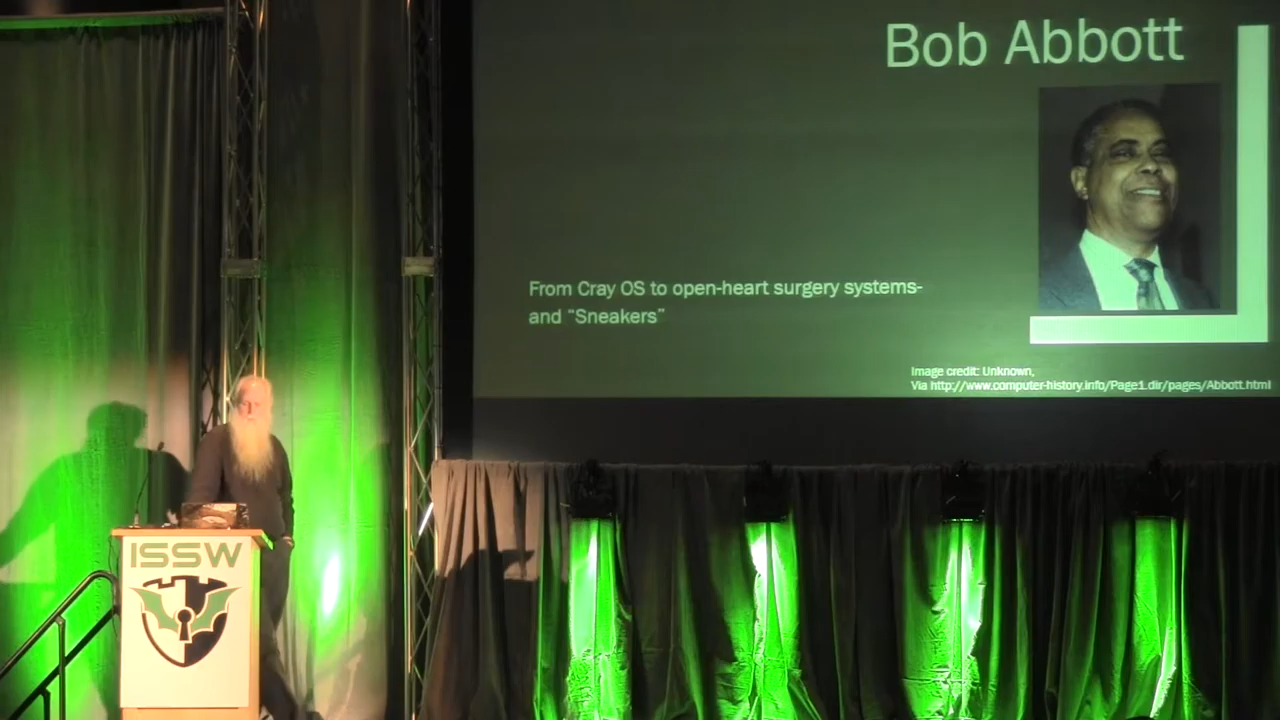 Bob Abbott
From Cray OS to open-heart surgery systems-
and “Sneakers”
Image credit: Unknown,
Via http://www.computer-history.info/Page1.dir/pages/Abbott.html
ISSW